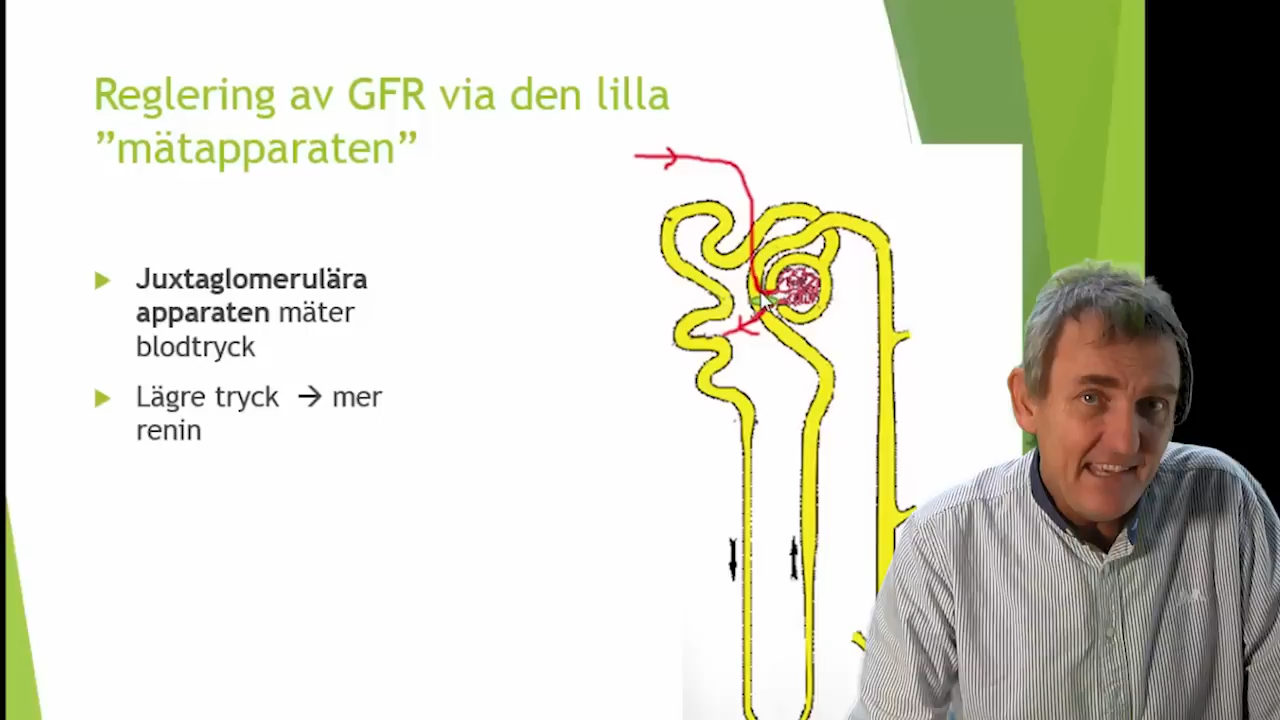 Reglering av GFR via den lilla
”mätapparaten”
Juxtaglomerulära
apparaten mäter
blodtryck
Lägre tryck → mer
renin